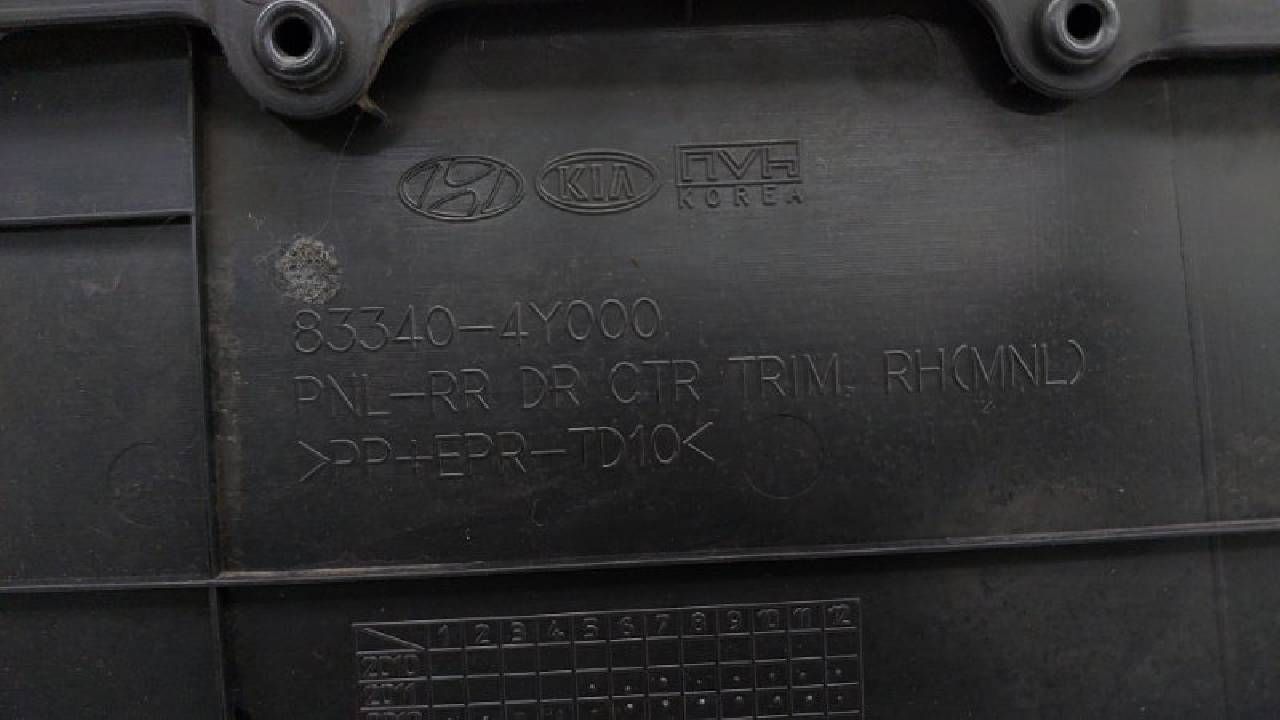 KIA nvh
KOREA
83340-4Y000
PNL-RR DR CTR TRIM, RH(MNL)
>PP+EPR-TD10<
1 2 3 4 5 6 7 8 9 10 11 12
2010
2011